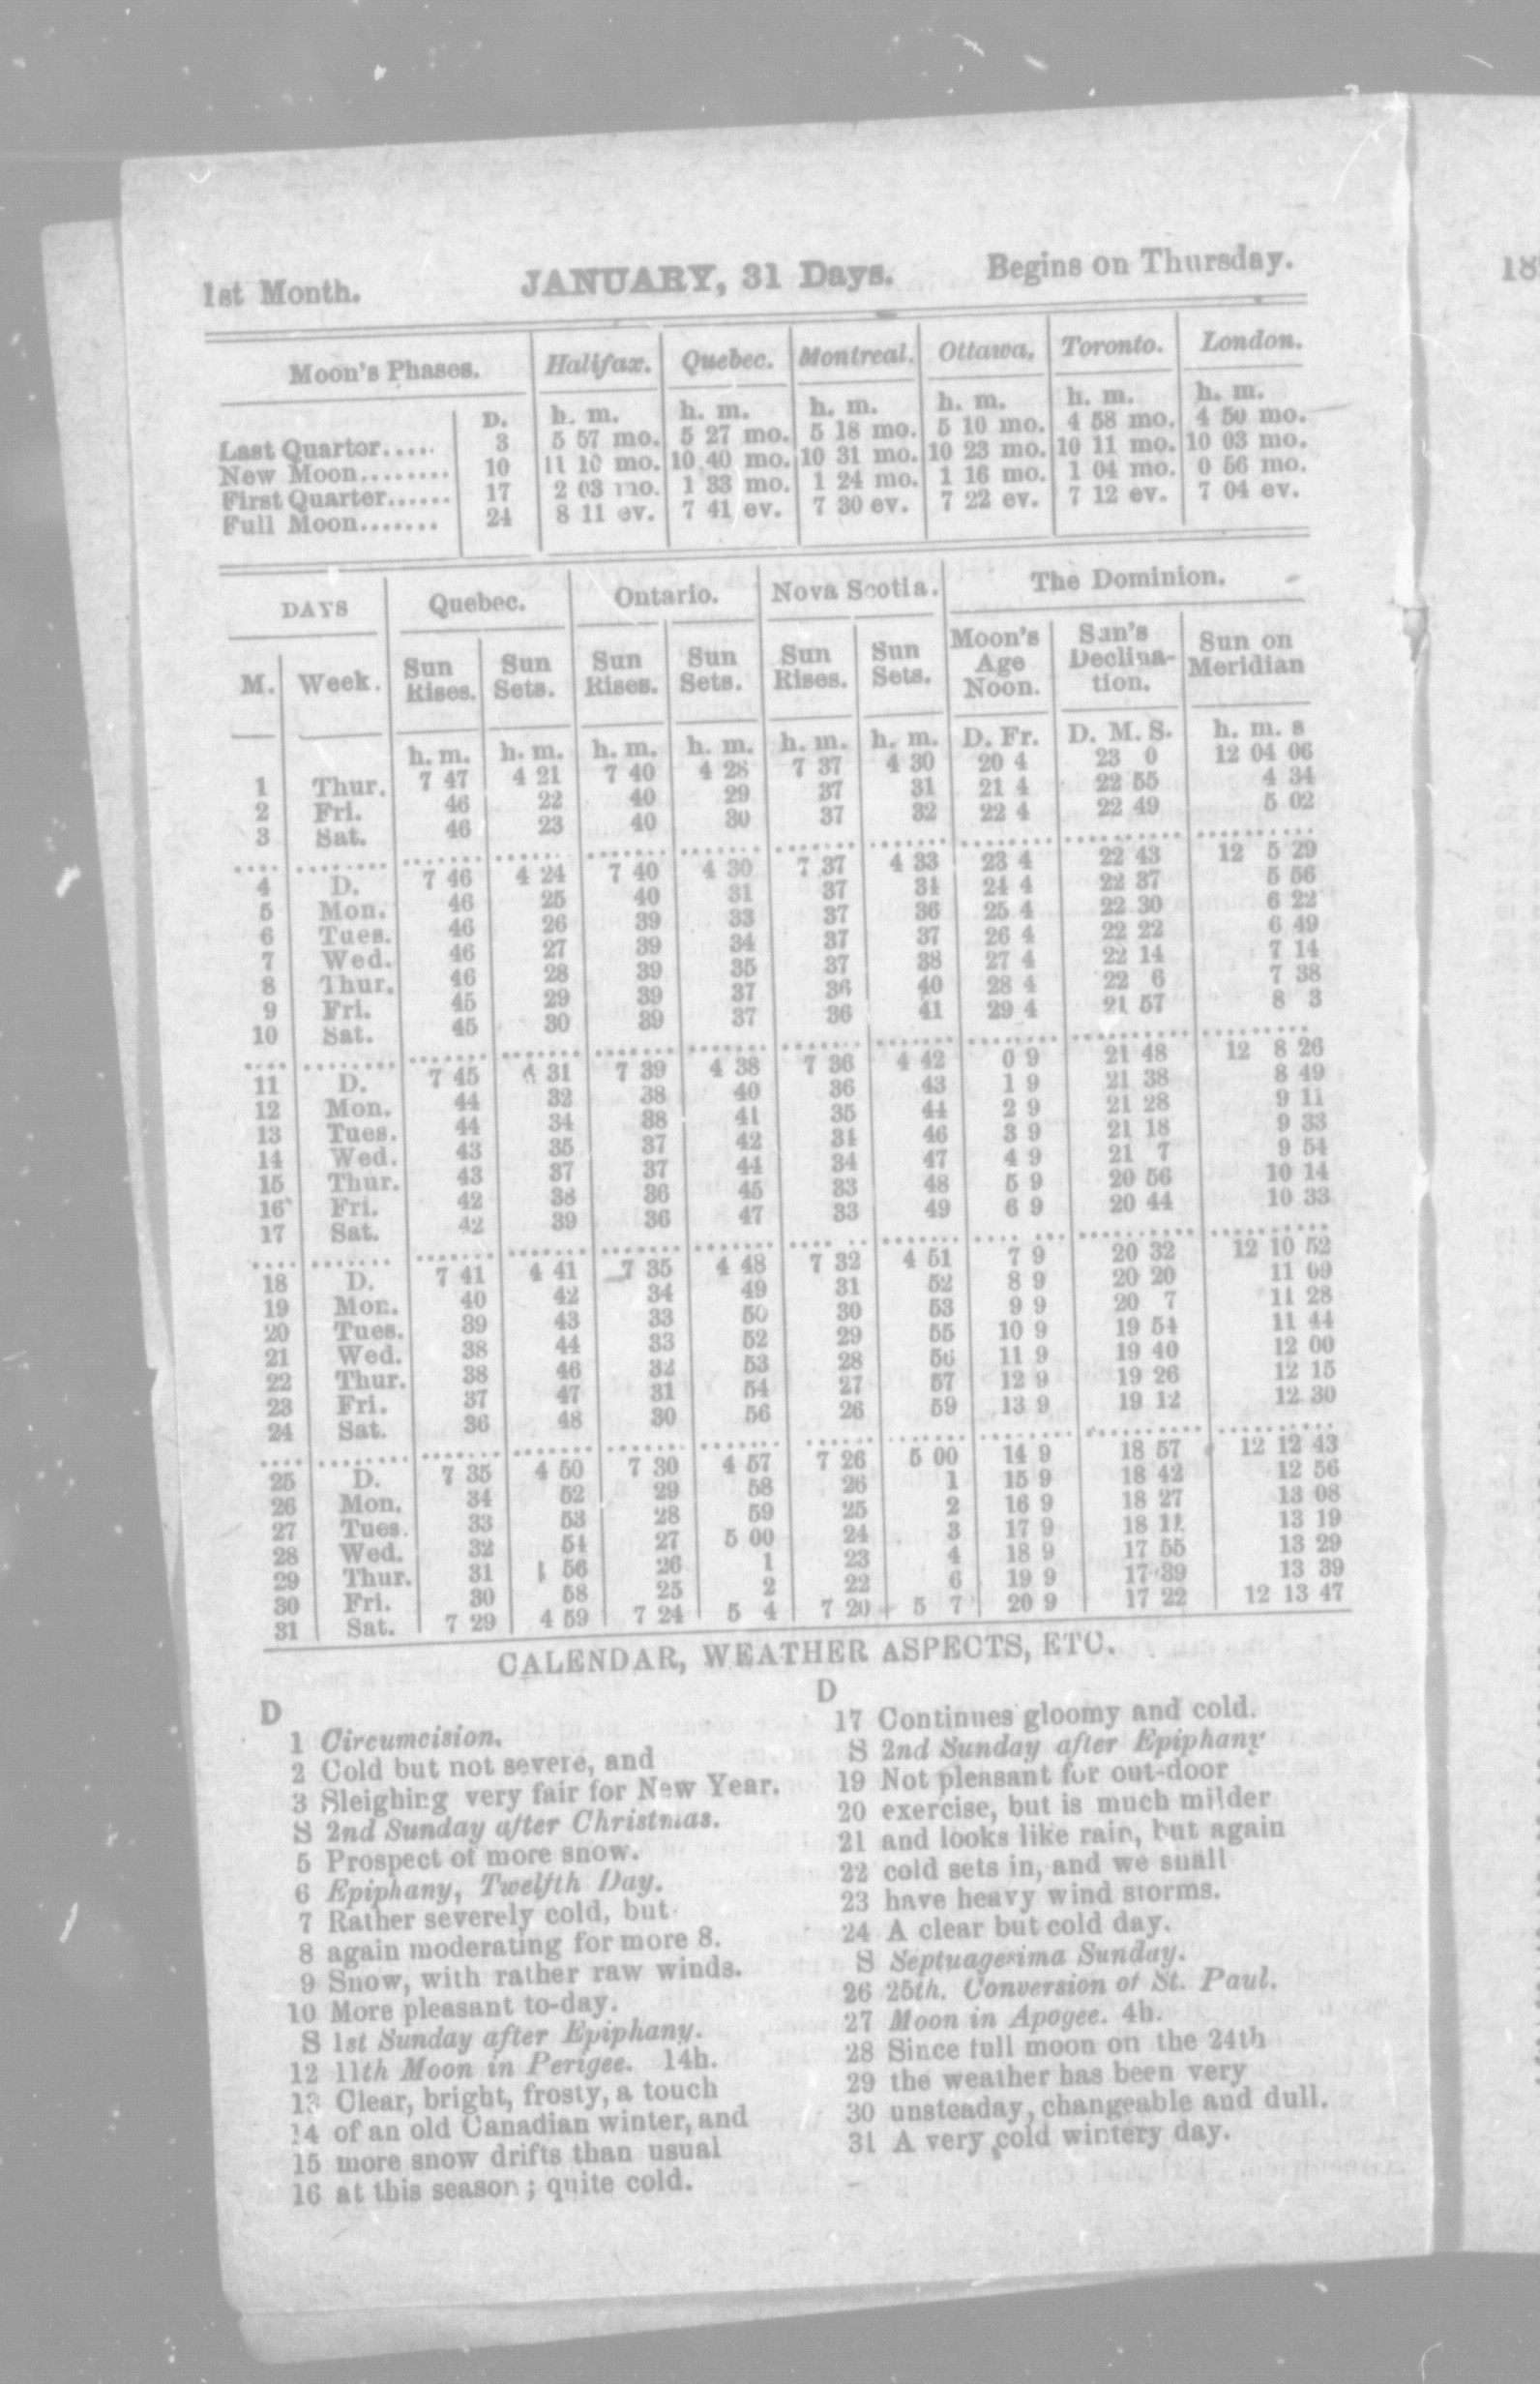 1st Month. JANUARY, 31 Days. Begins on Thursday.
Moon's Phases. Halifax. Quebec. Montreal. Ottawa. Toronto. London.
D. h. m. h. m. h. m. h. m. h. m. h. m.
Last Quarter..... 3 5 57 mo. 5 27 mo. 5 18 mo. 5 10 mo. 4 58 mo. 4 50 mo.
New Moon........ 10 11 10 mo. 10 40 mo. 10 31 mo. 10 23 mo. 10 11 mo. 10 03 mo.
First Quarter...... 17 2 03 mo. 1 33 mo. 1 24 mo. 1 16 mo. 1 04 mo. 0 56 mo.
Full Moon....... 24 8 11 ev. 7 41 ev. 7 30 ev. 7 22 ev. 7 12 ev. 7 04 ev.
DAYS Quebec. Ontario. Nova Scotia. The Dominion.
M. Week. Sun Rises. Sun Sets. Sun Rises. Sun Sets. Sun Rises. Sun Sets. Moon's Age Noon. Sun's Declina-tion. Sun on Meridian
h. m. h. m. h. m. h. m. h. m. h. m. D. Fr. D. M. S. h. m. s
1 Thur. 7 47 4 21 7 40 4 28 7 37 4 30 20 4 23 0 12 04 06
2 Fri. 46 22 40 29 37 31 21 4 22 55 4 34
3 Sat. 46 23 40 30 37 32 22 4 22 49 5 02
4 D. 7 46 4 24 7 40 4 30 7 37 4 33 23 4 22 43 12 5 29
5 Mon. 46 25 40 31 37 34 24 4 22 37 5 56
6 Tues. 46 26 39 33 37 36 25 4 22 30 6 22
7 Wed. 46 27 39 34 37 37 26 4 22 22 6 49
8 Thur. 46 28 39 35 37 38 27 4 22 14 7 14
9 Fri. 45 29 39 37 36 40 28 4 22 6 7 38
10 Sat. 45 30 39 37 36 41 29 4 21 57 8 3
11 D. 7 45 4 31 7 39 4 38 7 36 4 42 0 9 21 48 12 8 26
12 Mon. 44 32 38 40 36 43 1 9 21 38 8 49
13 Tues. 44 34 38 41 35 44 2 9 21 28 9 11
14 Wed. 43 35 37 42 34 46 3 9 21 18 9 33
15 Thur. 43 37 37 44 34 47 4 9 21 7 9 54
16 Fri. 42 38 36 45 33 48 5 9 20 56 10 14
17 Sat. 42 39 36 47 33 49 6 9 20 44 10 33
18 D. 7 41 4 41 7 35 4 48 7 32 4 51 7 9 20 32 12 10 52
19 Mon. 40 42 34 49 31 52 8 9 20 20 11 09
20 Tues. 39 43 33 50 30 53 9 9 20 7 11 28
21 Wed. 38 44 33 52 29 55 10 9 19 54 11 44
22 Thur. 38 46 32 53 28 56 11 9 19 40 12 00
23 Fri. 37 47 31 54 27 57 12 9 19 26 12 15
24 Sat. 36 48 30 56 26 59 13 9 19 12 12 30
25 D. 7 35 4 50 7 30 4 57 7 26 5 00 14 9 18 57 12 12 43
26 Mon. 34 52 29 58 26 1 15 9 18 42 12 56
27 Tues. 33 53 28 59 25 2 16 9 18 27 13 08
28 Wed. 32 54 27 5 00 24 3 17 9 18 11 13 19
29 Thur. 31 56 26 1 23 4 18 9 17 55 13 29
30 Fri. 30 58 25 2 22 6 19 9 17 39 13 39
31 Sat. 7 29 4 59 7 24 5 4 7 20 5 7 20 9 17 22 12 13 47
CALENDAR, WEATHER ASPECTS, ETC.
D
1 Circumcision.
2 Cold but not severe, and
3 Sleighing very fair for New Year.
S 2nd Sunday after Christmas.
5 Prospect of more snow.
6 Epiphany, Twelfth Day.
7 Rather severely cold, but
8 again moderating for more 8.
9 Snow, with rather raw winds.
10 More pleasant to-day.
S 1st Sunday after Epiphany.
12 11th Moon in Perigee. 14h.
13 Clear, bright, frosty, a touch
14 of an old Canadian winter, and
15 more snow drifts than usual
16 at this season; quite cold.
D
17 Continues gloomy and cold.
S 2nd Sunday after Epiphany
19 Not pleasant for out-door
20 exercise, but is much milder
21 and looks like rain, but again
22 cold sets in, and we shall
23 have heavy wind storms.
24 A clear but cold day.
S Septuagesima Sunday.
26 25th. Conversion of St. Paul.
27 Moon in Apogee. 4h.
28 Since full moon on the 24th
29 the weather has been very
30 unsteaday, changeable and dull.
31 A very cold wintery day.
18